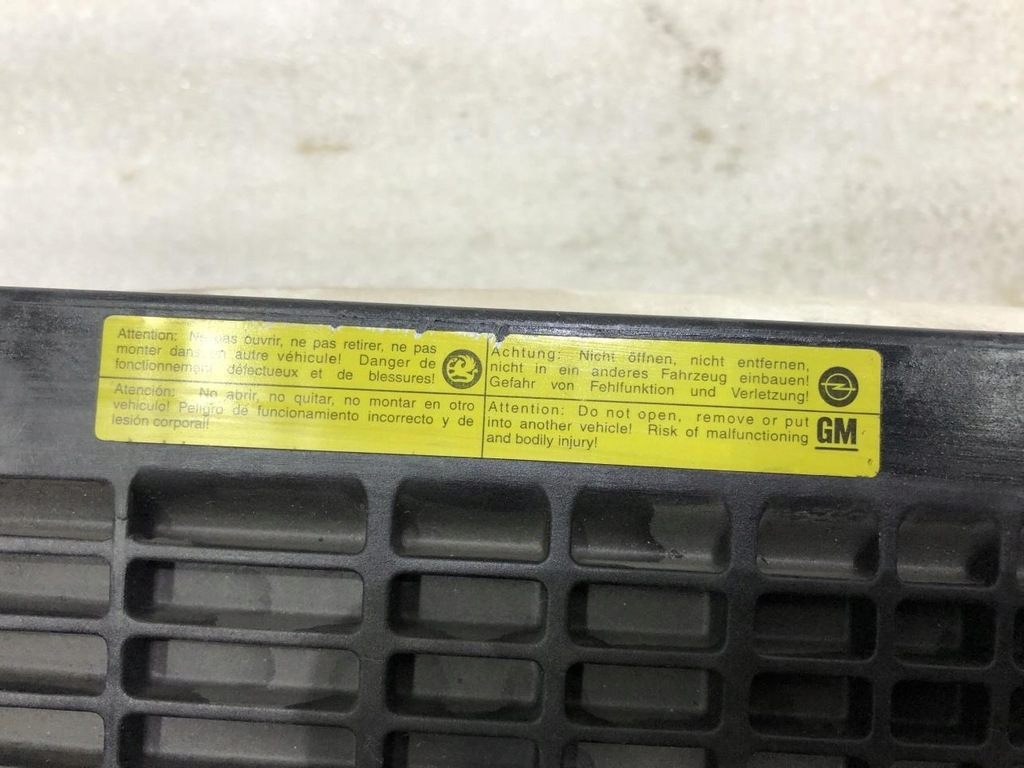 Attention: Ne pas ouvrir, ne pas retirer, ne pas
monter dans un autre véhicule! Danger de
fonctionnement défectueux et de blessures!
Atención: No abrir, no quitar, no montar en otro
vehiculo! Peligro de funcionamiento incorrecto y de
lesión corporal!
Achtung: Nicht öffnen, nicht entfernen,
nicht in ein anderes Fahrzeug einbauen!
Gefahr von Fehlfunktion und Verletzung!
Attention: Do not open, remove or put
into another vehicle! Risk of malfunctioning
and bodily injury!
GM